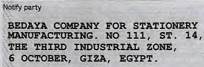 Notify party
BEDAYA COMPANY FOR STATIONERY
MANUFACTURING. NO 111, ST. 14,
THE THIRD INDUSTRIAL ZONE,
6 OCTOBER, GIZA, EGYPT.